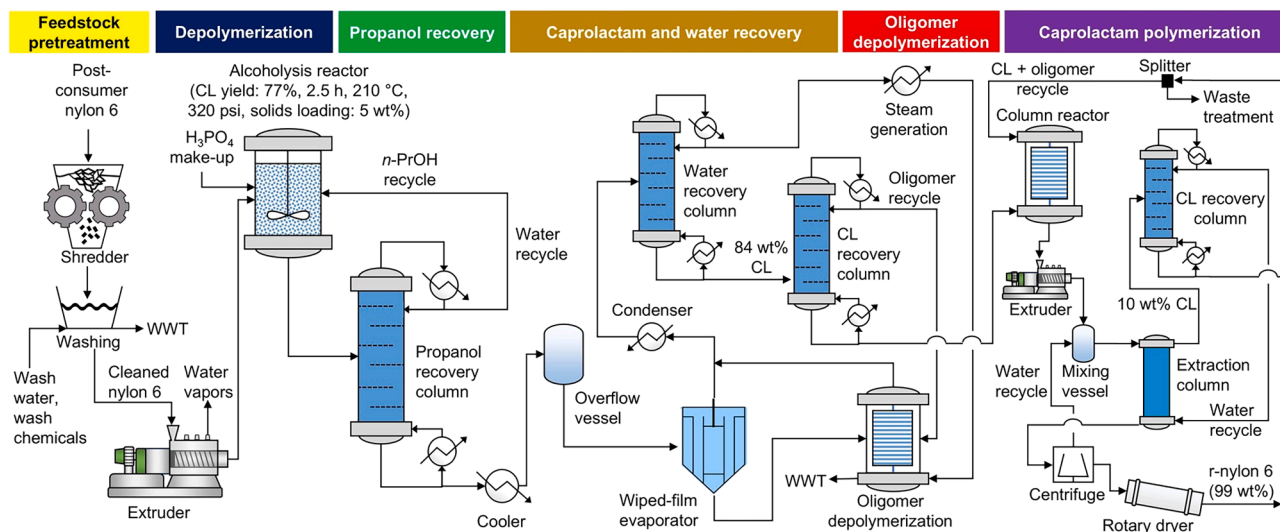 Feedstock
pretreatment
Depolymerization
Propanol recovery
Caprolactam and water recovery
Oligomer
depolymerization
Caprolactam polymerization
Post-
consumer
nylon 6
Shredder
Washing
WWT
Wash
water,
wash
chemicals
Cleaned
nylon 6
Water
vapors
Extruder
Alcoholysis reactor
(CL yield: 77%, 2.5 h, 210 °C,
320 psi, solids loading: 5 wt%)
H₃PO₄
make-up
n-PrOH
recycle
Water
recycle
Propanol
recovery
column
Cooler
Overflow
vessel
Condenser
Wiped-film
evaporator
Water
recovery
column
84 wt%
CL
CL
recovery
column
Steam
generation
Oligomer
recycle
WWT
Oligomer
depolymerization
CL + oligomer
recycle
Column reactor
Splitter
Waste
treatment
CL recovery
column
Extruder
10 wt% CL
Water
recycle
Mixing
vessel
Extraction
column
Water
recycle
Centrifuge
Rotary dryer
r-nylon 6
(99 wt%)